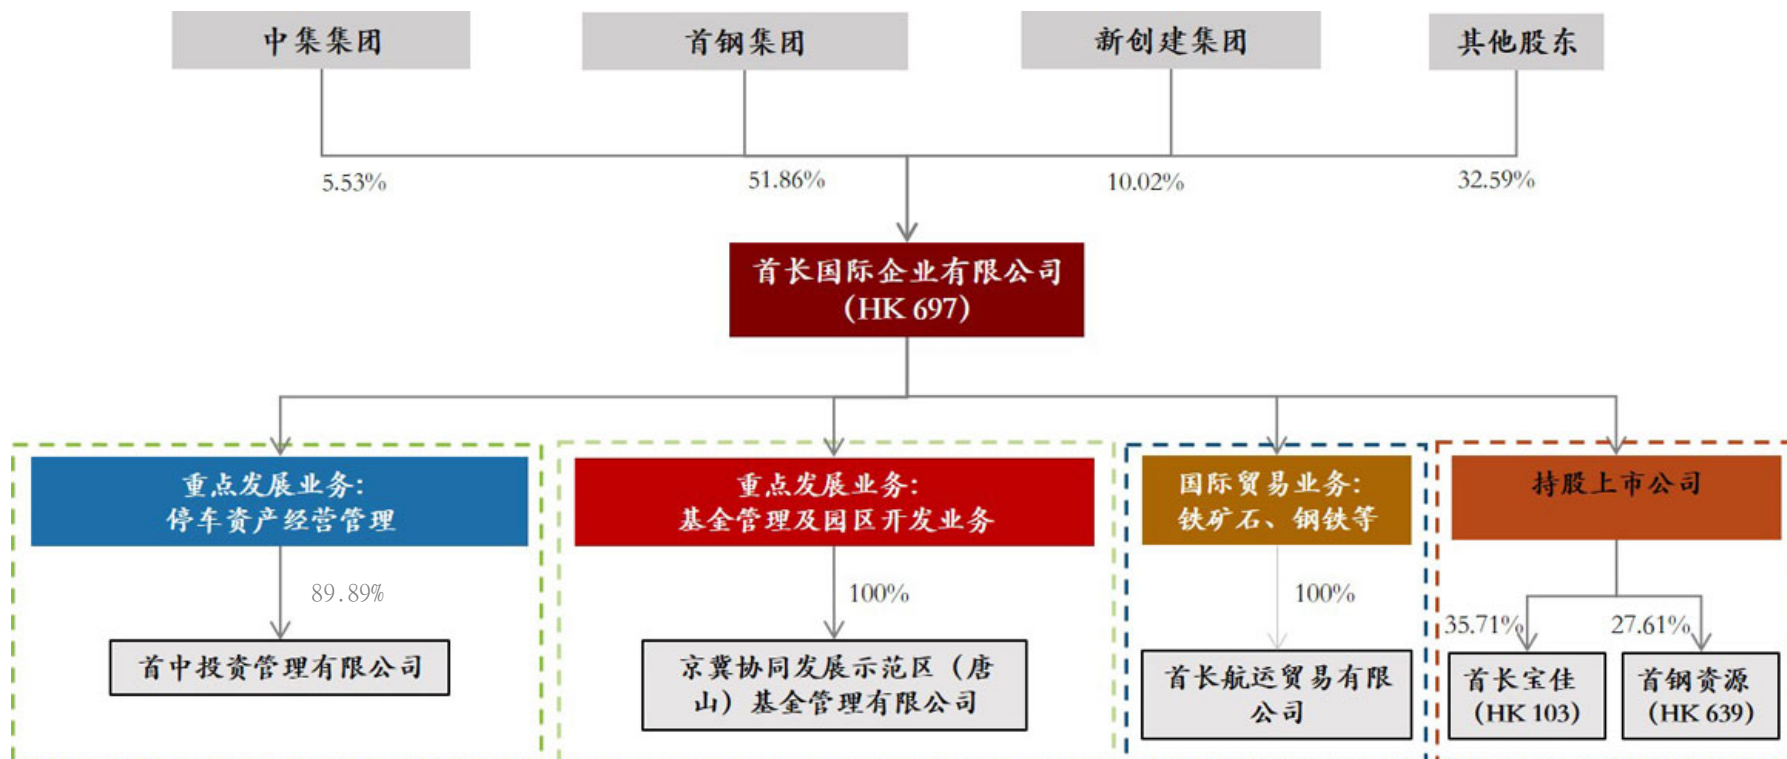 中集集团
首钢集团
新创建集团
其他股东
5.53%
51.86%
10.02%
32.59%
首长国际企业有限公司
（HK 697）
重点发展业务：
停车资产经营管理
重点发展业务：
基金管理及园区开发业务
国际贸易业务：
铁矿石、钢铁等
持股上市公司
89.89%
100%
100%
35.71%
27.61%
首中投资管理有限公司
京冀协同发展示范区（唐
山）基金管理有限公司
首长航运贸易有限
公司
首长宝佳
（HK 103）
首钢资源
（HK 639）